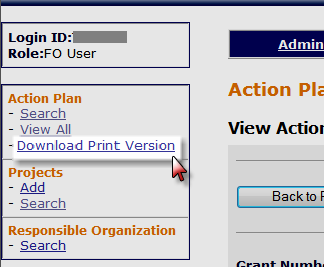 Login ID:
Role:FO User
Action Plan
- Search
- View All
- Download Print Version
Projects
- Add
- Search
Responsible Organization
- Search
Admin
Action Pla
View Action
Back to
Grant Numb